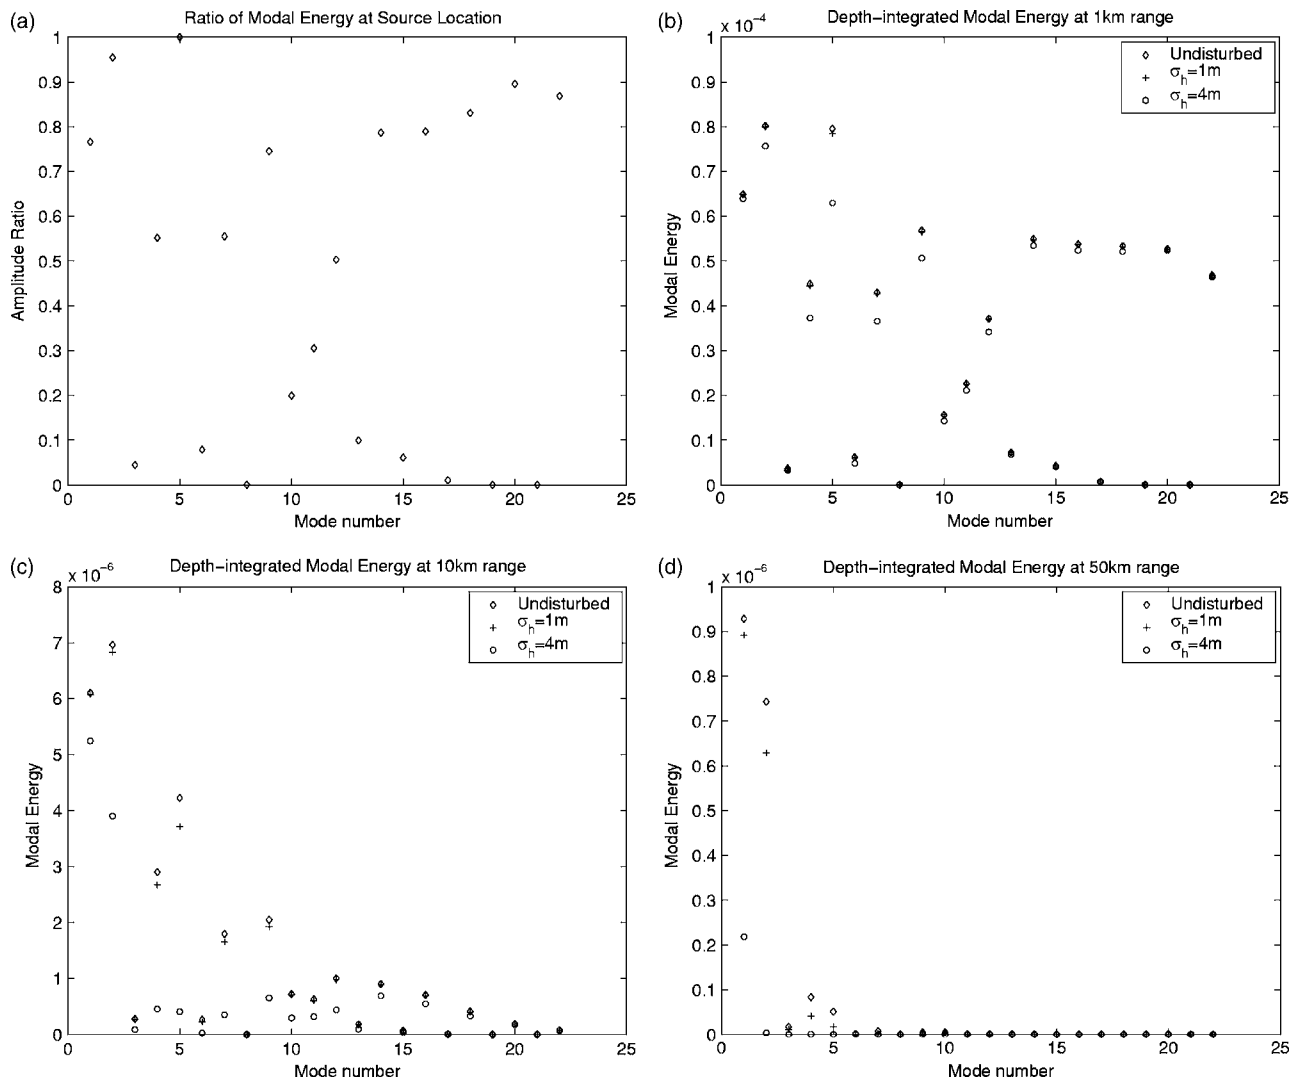 (a)
Ratio of Modal Energy at Source Location
1
0.9
0.8
0.7
0.6
0.5
0.4
0.3
0.2
0.1
0
Amplitude Ratio
0 5 10 15 20 25
Mode number
(b)
Depth−integrated Modal Energy at 1km range
x 10⁻⁴
1
0.9
0.8
0.7
0.6
0.5
0.4
0.3
0.2
0.1
0
Modal Energy
Undisturbed
σ_h=1m
σ_h=4m
0 5 10 15 20 25
Mode number
(c)
Depth−integrated Modal Energy at 10km range
x 10⁻⁶
8
7
6
5
4
3
2
1
0
Modal Energy
Undisturbed
σ_h=1m
σ_h=4m
0 5 10 15 20 25
Mode number
(d)
Depth−integrated Modal Energy at 50km range
x 10⁻⁶
1
0.9
0.8
0.7
0.6
0.5
0.4
0.3
0.2
0.1
0
Modal Energy
Undisturbed
σ_h=1m
σ_h=4m
0 5 10 15 20 25
Mode number